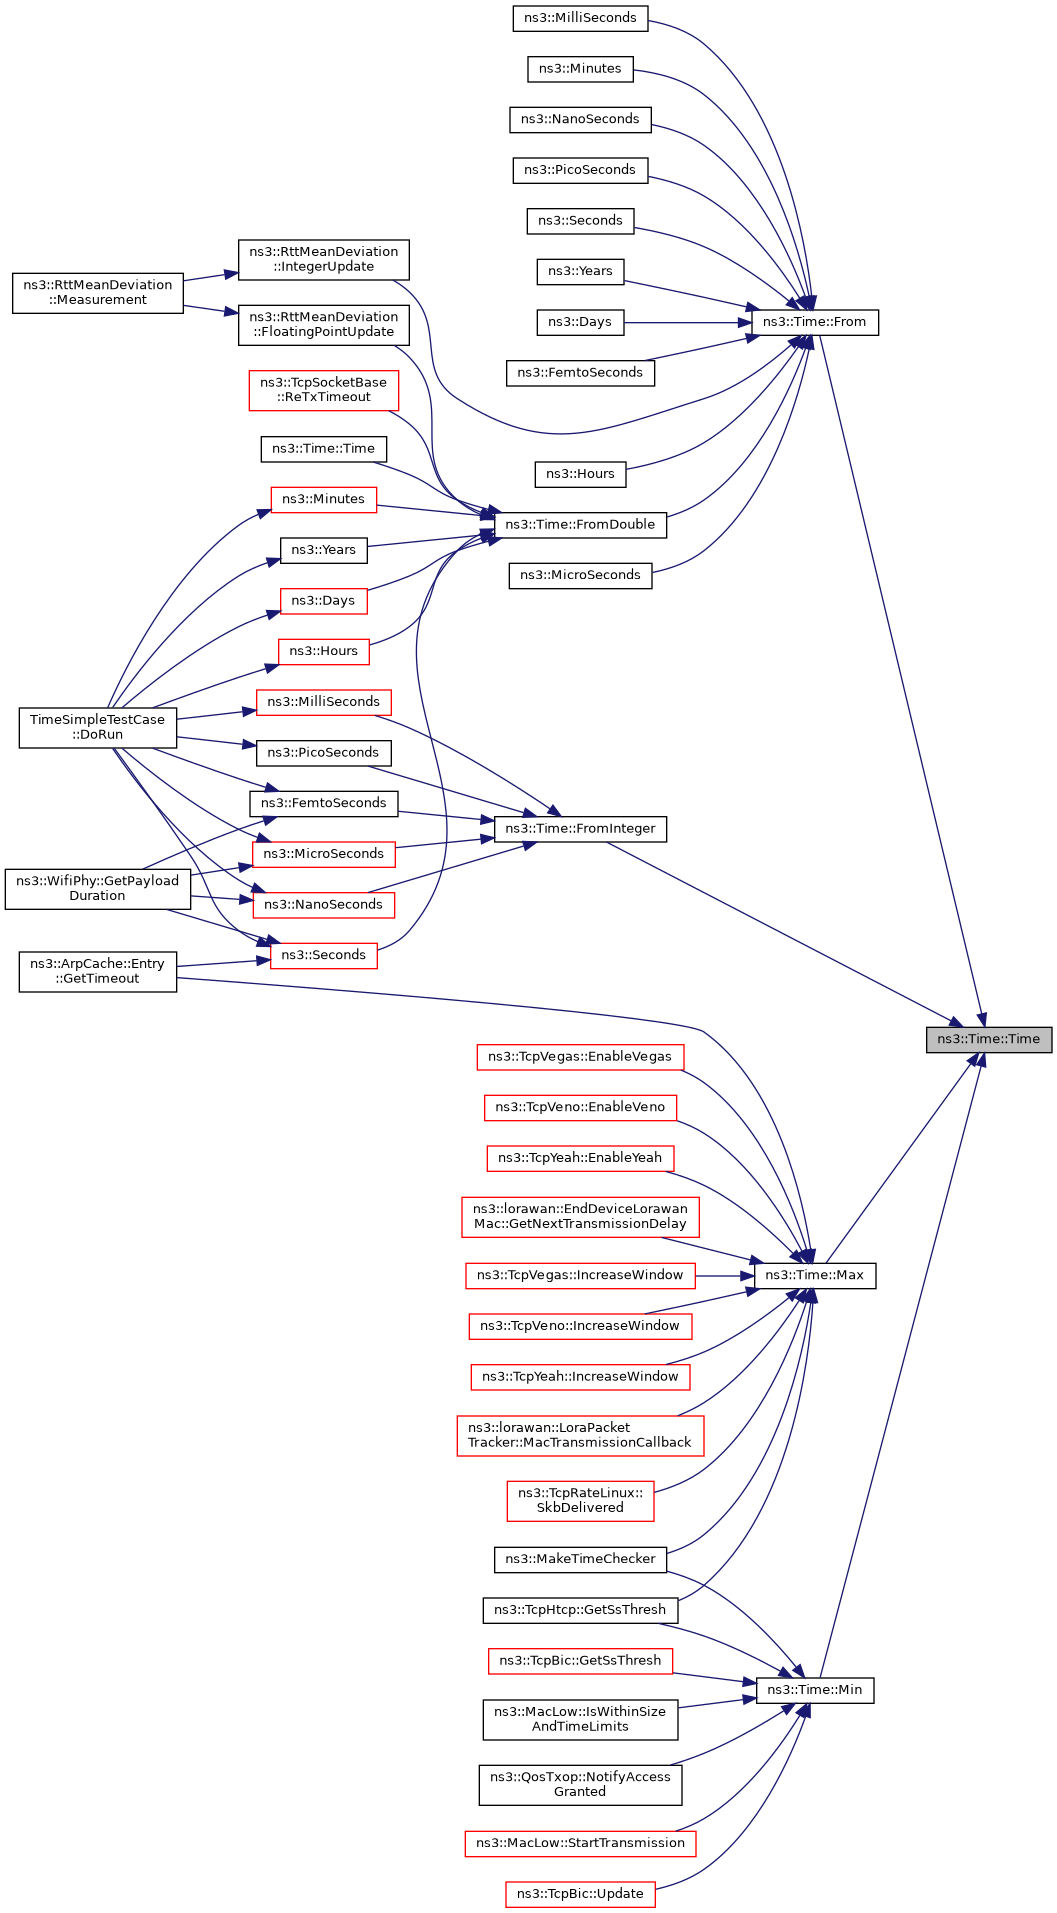 ns3::MilliSeconds
ns3::Minutes
ns3::NanoSeconds
ns3::PicoSeconds
ns3::Seconds
ns3::Years
ns3::Days
ns3::Time::From
ns3::FemtoSeconds
ns3::RttMeanDeviation
::IntegerUpdate
ns3::RttMeanDeviation
::Measurement
ns3::RttMeanDeviation
::FloatingPointUpdate
ns3::TcpSocketBase
::ReTxTimeout
ns3::Time::Time
ns3::Hours
ns3::Minutes
ns3::Time::FromDouble
ns3::Years
ns3::MicroSeconds
ns3::Days
ns3::Hours
ns3::MilliSeconds
TimeSimpleTestCase
::DoRun
ns3::PicoSeconds
ns3::FemtoSeconds
ns3::Time::FromInteger
ns3::MicroSeconds
ns3::WifiPhy::GetPayload
Duration
ns3::NanoSeconds
ns3::Seconds
ns3::ArpCache::Entry
::GetTimeout
ns3::Time::Time
ns3::TcpVegas::EnableVegas
ns3::TcpVeno::EnableVeno
ns3::TcpYeah::EnableYeah
ns3::lorawan::EndDeviceLorawan
Mac::GetNextTransmissionDelay
ns3::TcpVegas::IncreaseWindow
ns3::Time::Max
ns3::TcpVeno::IncreaseWindow
ns3::TcpYeah::IncreaseWindow
ns3::lorawan::LoraPacket
Tracker::MacTransmissionCallback
ns3::TcpRateLinux::
SkbDelivered
ns3::MakeTimeChecker
ns3::TcpHtcp::GetSsThresh
ns3::TcpBic::GetSsThresh
ns3::Time::Min
ns3::MacLow::IsWithinSize
AndTimeLimits
ns3::QosTxop::NotifyAccess
Granted
ns3::MacLow::StartTransmission
ns3::TcpBic::Update